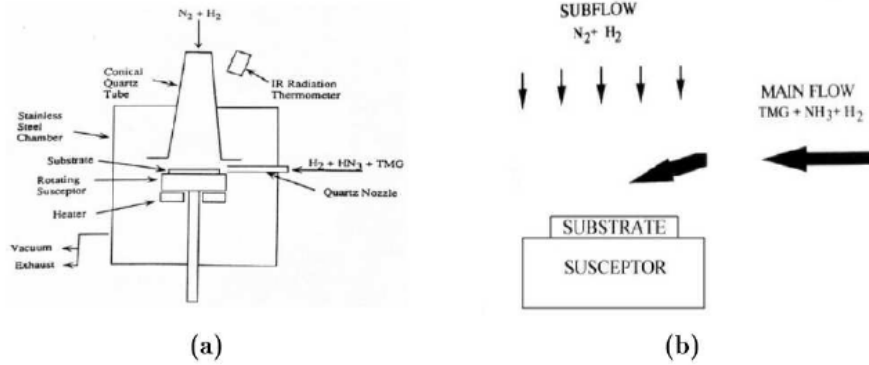 N₂ + H₂
Conical
Quartz
Tube
IR Radiation
Thermometer
Stainless
Steel
Chamber
Substrate
H₂ + HN₃ + TMG
Rotating
Susceptor
Quartz Nozzle
Heater
Vacuum
Exhaust
(a)
SUBFLOW
N₂+ H₂
MAIN FLOW
TMG + NH₃+ H₂
SUBSTRATE
SUSCEPTOR
(b)